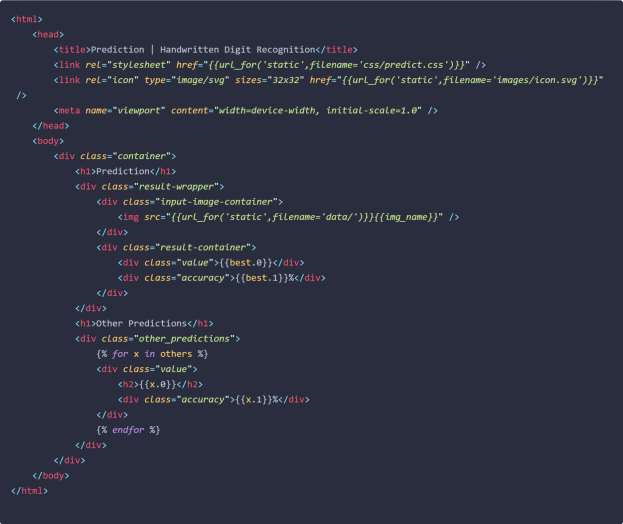 <html>
<head>
<title>Prediction | Handwritten Digit Recognition</title>
<link rel="stylesheet" href="{{url_for('static',filename='css/predict.css')}}" />
<link rel="icon" type="image/svg" sizes="32x32" href="{{url_for('static',filename='images/icon.svg')}}"
/>
<meta name="viewport" content="width=device-width, initial-scale=1.0" />
</head>
<body>
<div class="container">
<h1>Prediction</h1>
<div class="result-wrapper">
<div class="input-image-container">
<img src="{{url_for('static',filename='data/')}}{{img_name}}" />
</div>
<div class="result-container">
<div class="value">{{best.0}}</div>
<div class="accuracy">{{best.1}}%</div>
</div>
</div>
<h1>Other Predictions</h1>
<div class="other_predictions">
{% for x in others %}
<div class="value">
<h2>{{x.0}}</h2>
<div class="accuracy">{{x.1}}%</div>
</div>
{% endfor %}
</div>
</div>
</body>
</html>